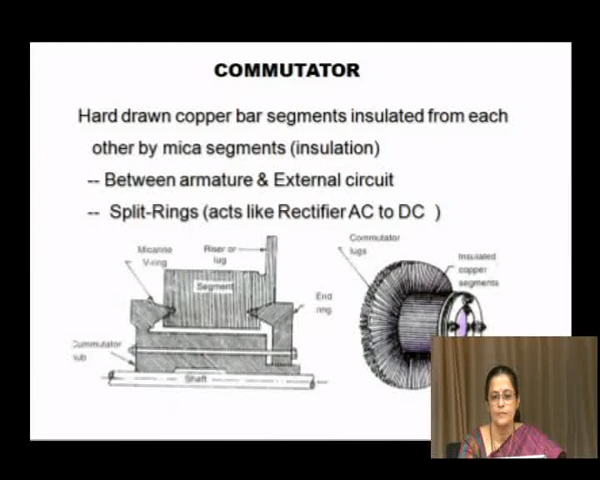 COMMUTATOR
Hard drawn copper bar segments insulated from each
other by mica segments (insulation)
-- Between armature & External circuit
-- Split-Rings (acts like Rectifier AC to DC )
Micanite
V-ring
Riser or
lug
Segment
End
ring
Commutator
hub
Shaft
Commutator
lugs
Insulated
copper
segments